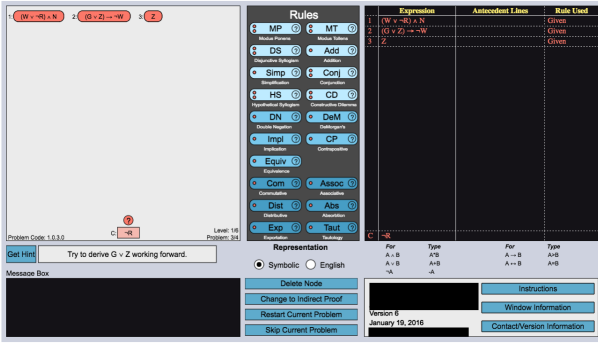 1: (W ∨ ¬R) ∧ N 2: (G ∨ Z) → ¬W 3: Z
?
C: ¬R
Problem Code: 1.0.3.0
Level: 1/6
Problem: 3/4
Get Hint
Try to derive G ∨ Z working forward.
Message Box
Rules
MP ? MT ?
Modus Ponens Modus Tollens
DS ? Add ?
Disjunctive Syllogism Addition
Simp ? Conj ?
Simplification Conjunction
HS ? CD ?
Hypothetical Syllogism Constructive Dilemma
DN ? DeM ?
Double Negation DeMorgan's
Impl ? CP ?
Implication Contrapositive
Equiv ?
Equivalence
Com ? Assoc ?
Commutative Associative
Dist ? Abs ?
Distributive Absorbtion
Exp ? Taut ?
Exportation Tautology
Representation
Symbolic English
Delete Node
Change to Indirect Proof
Restart Current Problem
Skip Current Problem
Expression Antecedent Lines Rule Used
1 (W ∨ ¬R) ∧ N Given
2 (G ∨ Z) → ¬W Given
3 Z Given
C ¬R
For Type For Type
A ∧ B A*B A → B A>B
A ∨ B A+B A ↔ B A=B
¬A -A
Version 6
January 19, 2016
Instructions
Window Information
Contact/Version Information